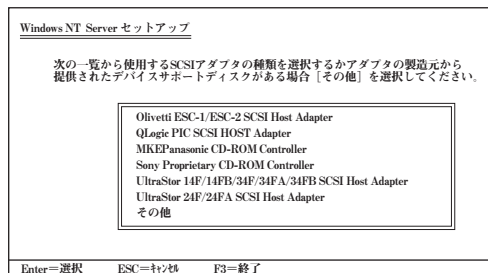 Windows NT Server セットアップ
次の一覧から使用するSCSIアダプタの種類を選択するかアダプタの製造元から
提供されたデバイスサポートディスクがある場合［その他］を選択してください。
Olivetti ESC-1/ESC-2 SCSI Host Adapter
QLogic PIC SCSI HOST Adapter
MKEPanasonic CD-ROM Controller
Sony Proprietary CD-ROM Controller
UltraStor 14F/14FB/34F/34FA/34FB SCSI Host Adapter
UltraStor 24F/24FA SCSI Host Adapter
その他
Enter＝選択 ESC＝ｷｬﾝｾﾙ F3＝終了